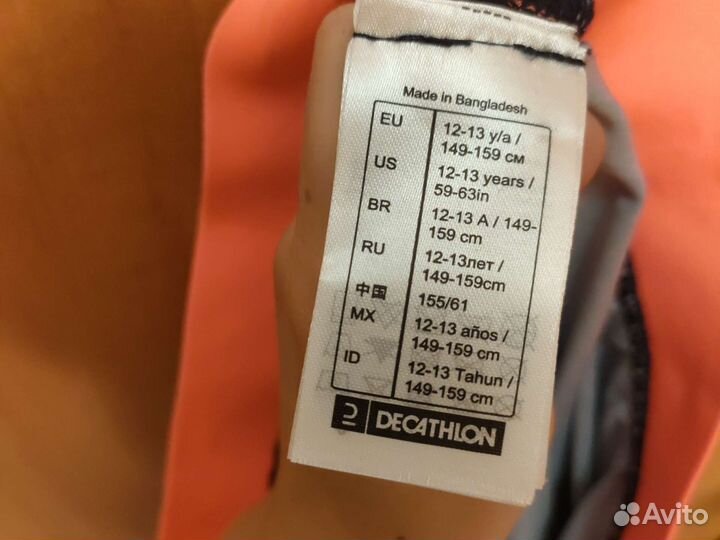 Made in Bangladesh
EU 12-13 y/a /
149-159 см
US 12-13 years /
59-63in
BR 12-13 A / 149-
159 cm
RU 12-13лет /
149-159cm
中国 155/61
MX 12-13 años /
149-159 cm
ID 12-13 Tahun /
149-159 cm
DECATHLON
Avito